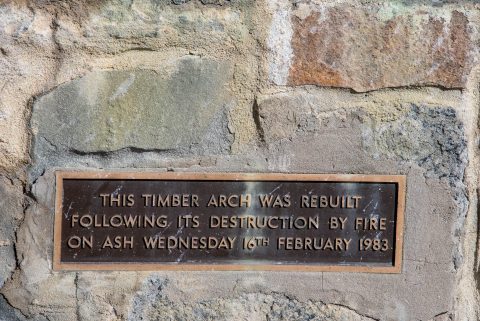 THIS TIMBER ARCH WAS REBUILT
FOLLOWING ITS DESTRUCTION BY FIRE
ON ASH WEDNESDAY 16TH FEBRUARY 1983